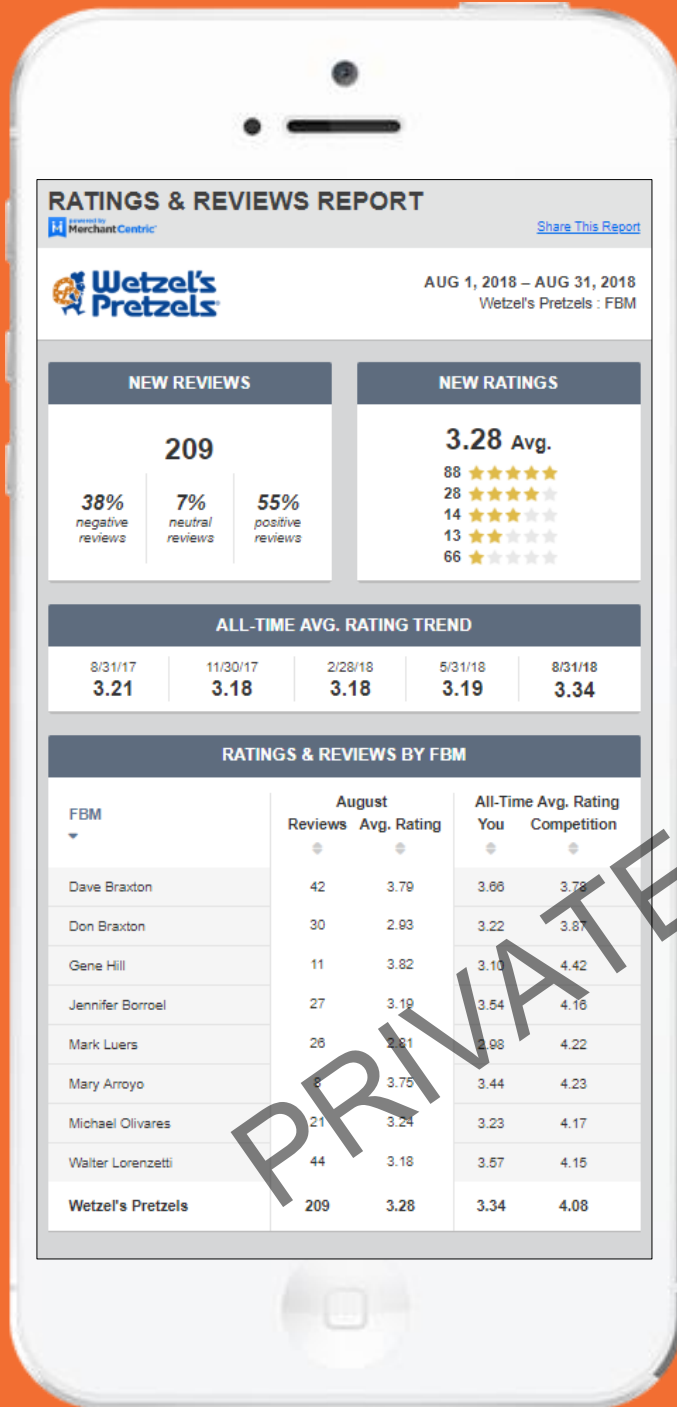 RATINGS & REVIEWS REPORT
powered by
MerchantCentric
Share This Report
Wetzel's
Pretzels
AUG 1, 2018 – AUG 31, 2018
Wetzel's Pretzels : FBM
NEW REVIEWS
209
38% 7% 55%
negative neutral positive
reviews reviews reviews
NEW RATINGS
3.28 Avg.
88
28
14
13
66
ALL-TIME AVG. RATING TREND
8/31/17 11/30/17 2/28/18 5/31/18 8/31/18
3.21 3.18 3.18 3.19 3.34
RATINGS & REVIEWS BY FBM
August All-Time Avg. Rating
FBM Reviews Avg. Rating You Competition
Dave Braxton 42 3.79 3.66 3.78
Don Braxton 30 2.93 3.22 3.87
Gene Hill 11 3.82 3.10 4.42
Jennifer Borroel 27 3.19 3.54 4.16
Mark Luers 26 2.81 2.98 4.22
Mary Arroyo 8 3.75 3.44 4.23
Michael Olivares 21 3.24 3.23 4.17
Walter Lorenzetti 44 3.18 3.57 4.15
Wetzel's Pretzels 209 3.28 3.34 4.08
PRIVATE